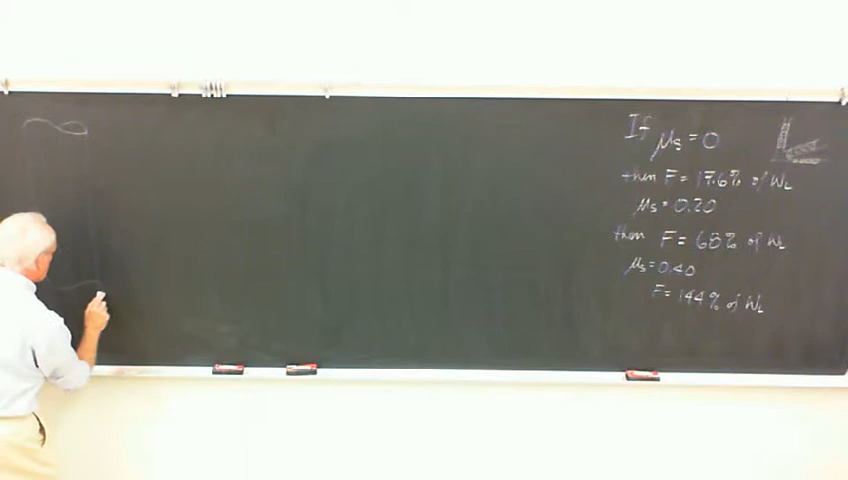 If μs = 0
then F = 17.6% of WL
μs = 0.20
then F = 68% of WL
μs = 0.40
F = 144% of WL